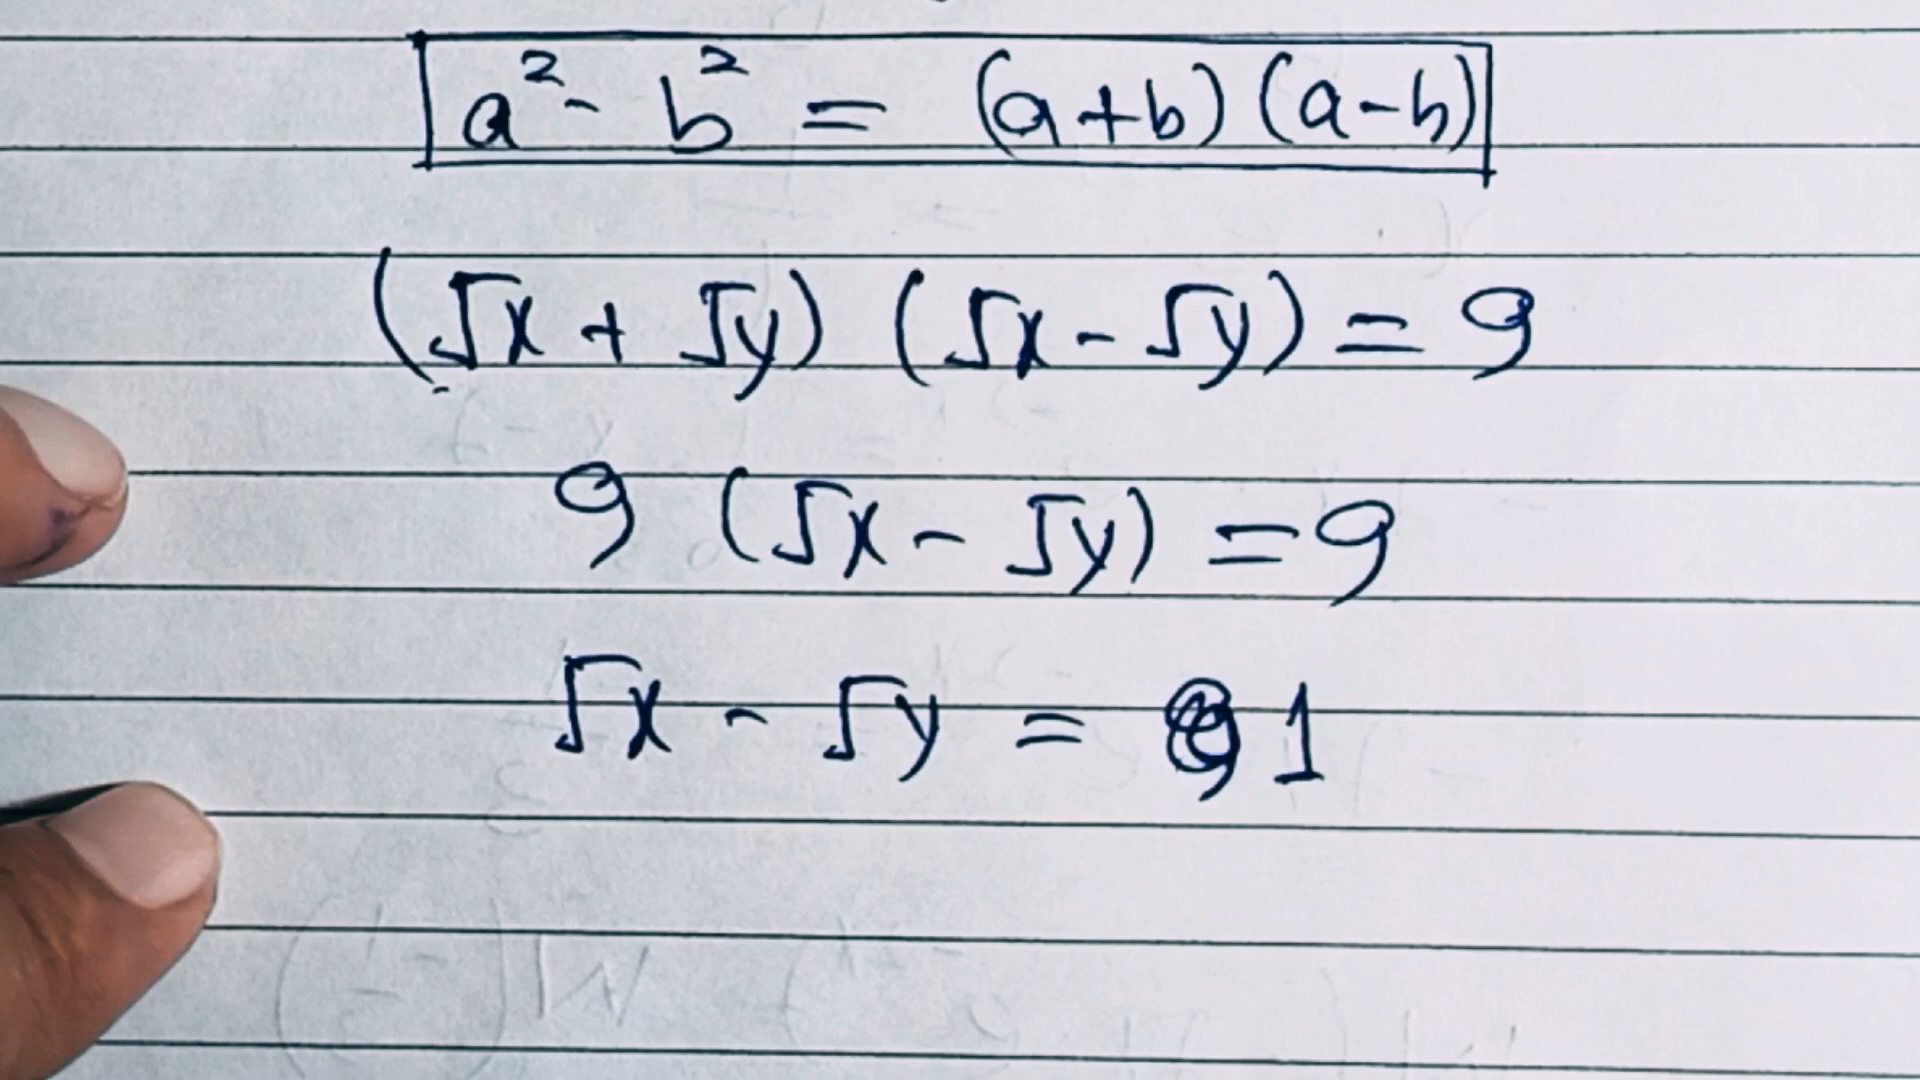 a² - b² = (a+b) (a-b)
(√x + √y) (√x - √y) = 9
9 (√x - √y) = 9
√x - √y = 1